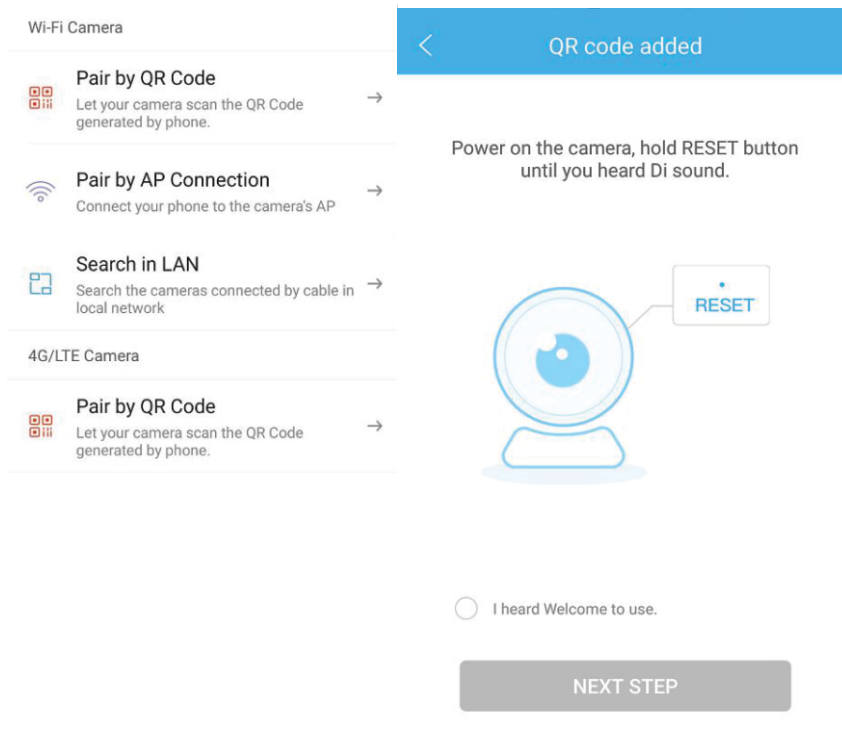 Wi-Fi Camera
Pair by QR Code
Let your camera scan the QR Code
generated by phone.
Pair by AP Connection
Connect your phone to the camera's AP
Search in LAN
Search the cameras connected by cable in
local network
4G/LTE Camera
Pair by QR Code
Let your camera scan the QR Code
generated by phone.
QR code added
Power on the camera, hold RESET button
until you heard Di sound.
RESET
I heard Welcome to use.
NEXT STEP